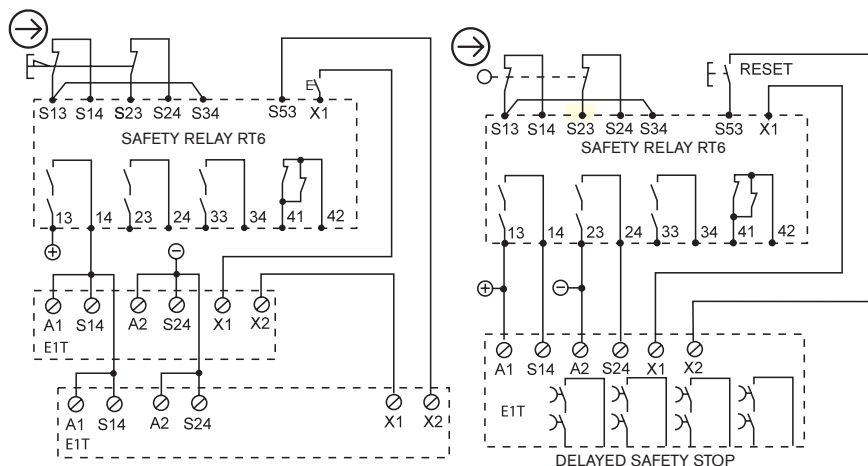 S13 S14 S23 S24 S34 S53 X1
E
SAFETY RELAY RT6
13 14 23 24 33 34 41 42
+
−
A1 S14 A2 S24 X1 X2
E1T
A1 S14 A2 S24 X1 X2
E1T
RESET
S13 S14 S23 S24 S34 S53 X1
SAFETY RELAY RT6
13 14 23 24 33 34 41 42
+ −
A1 S14 A2 S24 X1 X2
E1T
DELAYED SAFETY STOP